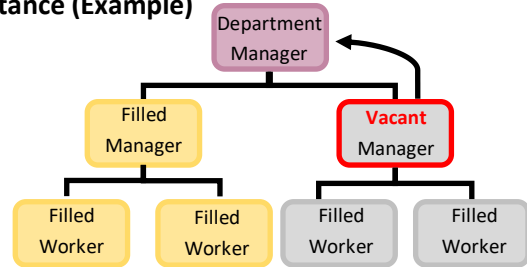 tance (Example)
Department
Manager
Filled
Manager
Vacant
Manager
Filled
Worker
Filled
Worker
Filled
Worker
Filled
Worker